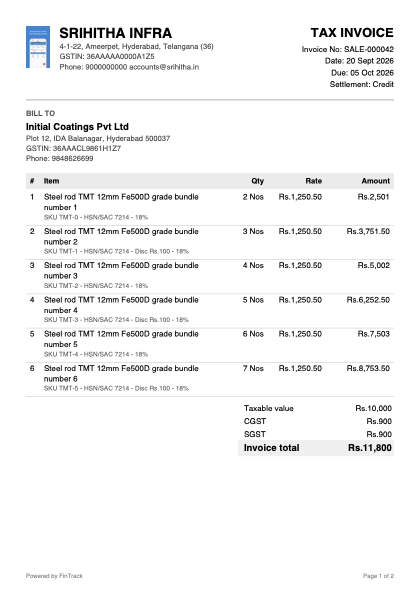 SRIHITHA INFRA
4-1-22, Ameerpet, Hyderabad, Telangana (36)
GSTIN: 36AAAAA0000A1Z5
Phone: 9000000000 accounts@srihitha.in
TAX INVOICE
Invoice No: SALE-000042
Date: 20 Sept 2026
Due: 05 Oct 2026
Settlement: Credit
BILL TO
Initial Coatings Pvt Ltd
Plot 12, IDA Balanagar, Hyderabad 500037
GSTIN: 36AAACL9861H1Z7
Phone: 9848626699
# Item Qty Rate Amount
1 Steel rod TMT 12mm Fe500D grade bundle 2 Nos Rs.1,250.50 Rs.2,501
number 1
SKU TMT-0 - HSN/SAC 7214 - 18%
2 Steel rod TMT 12mm Fe500D grade bundle 3 Nos Rs.1,250.50 Rs.3,751.50
number 2
SKU TMT-1 - HSN/SAC 7214 - Disc Rs.100 - 18%
3 Steel rod TMT 12mm Fe500D grade bundle 4 Nos Rs.1,250.50 Rs.5,002
number 3
SKU TMT-2 - HSN/SAC 7214 - 18%
4 Steel rod TMT 12mm Fe500D grade bundle 5 Nos Rs.1,250.50 Rs.6,252.50
number 4
SKU TMT-3 - HSN/SAC 7214 - Disc Rs.100 - 18%
5 Steel rod TMT 12mm Fe500D grade bundle 6 Nos Rs.1,250.50 Rs.7,503
number 5
SKU TMT-4 - HSN/SAC 7214 - 18%
6 Steel rod TMT 12mm Fe500D grade bundle 7 Nos Rs.1,250.50 Rs.8,753.50
number 6
SKU TMT-5 - HSN/SAC 7214 - Disc Rs.100 - 18%
Taxable value Rs.10,000
CGST Rs.900
SGST Rs.900
Invoice total Rs.11,800
Powered by FinTrack
Page 1 of 2